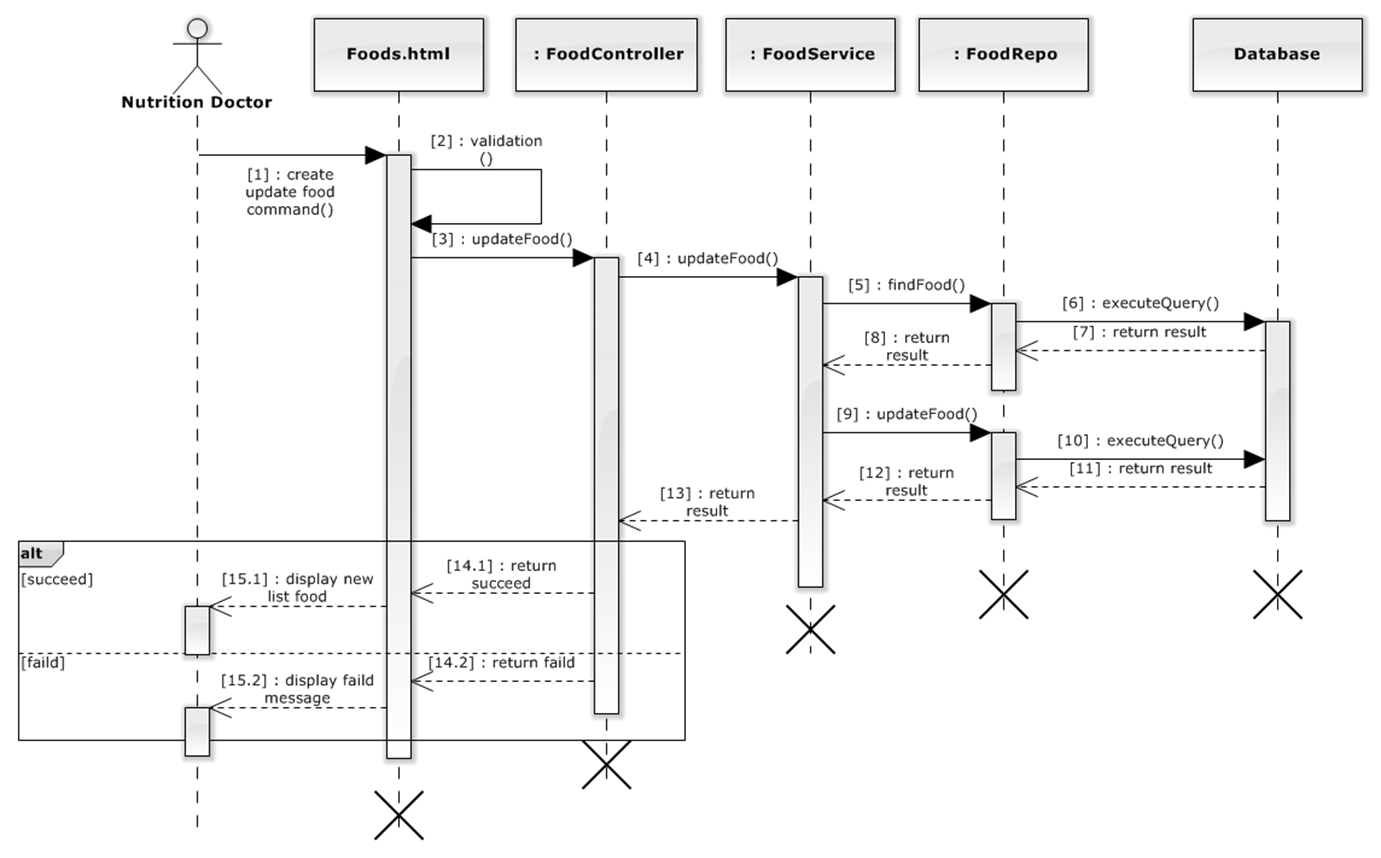 Nutrition Doctor
Foods.html
: FoodController
: FoodService
: FoodRepo
Database
[1] : create
update food
command()
[2] : validation
()
[3] : updateFood()
[4] : updateFood()
[5] : findFood()
[6] : executeQuery()
[7] : return result
[8] : return
result
[9] : updateFood()
[10] : executeQuery()
[11] : return result
[12] : return
result
[13] : return
result
alt
[succeed]
[14.1] : return
succeed
[15.1] : display new
list food
[faild]
[14.2] : return faild
[15.2] : display faild
message